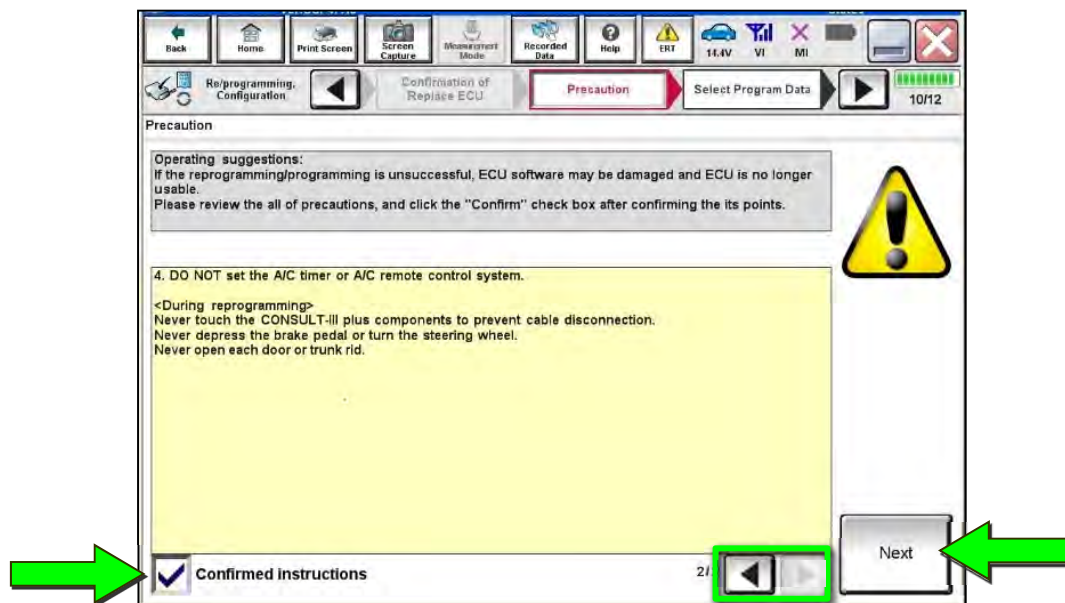 Back
Home
Print Screen
Screen
Capture
Measurement
Mode
Recorded
Data
Help
ERT
14.4V
VI
MI
Re/programming,
Configuration
Confirmation of
Replace ECU
Precaution
Select Program Data
10/12
Precaution
Operating suggestions:
If the reprogramming/programming is unsuccessful, ECU software may be damaged and ECU is no longer
usable.
Please review the all of precautions, and click the "Confirm" check box after confirming the its points.
4. DO NOT set the A/C timer or A/C remote control system.
<During reprogramming>
Never touch the CONSULT-III plus components to prevent cable disconnection.
Never depress the brake pedal or turn the steering wheel.
Never open each door or trunk rid.
Confirmed instructions
2/
Next